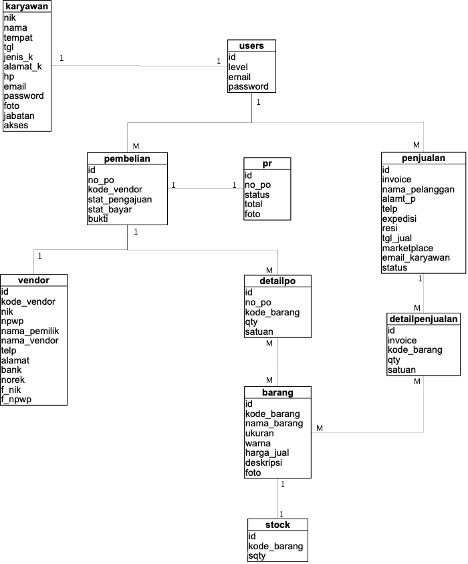 karyawan
nik
nama
tempat
tgl
jenis_k
alamat_k
hp
email
password
foto
jabatan
akses
1
1
users
id
level
email
password
1
M
M
pembelian
id
no_po
kode_vendor
stat_pengajuan
stat_bayar
bukti
1
1
pr
id
no_po
status
total
foto
penjualan
id
invoice
nama_pelanggan
alamt_p
telp
expedisi
resi
tgl_jual
marketplace
email_karyawan
status
1
1
1
M
M
vendor
id
kode_vendor
nik
npwp
nama_pemilik
nama_vendor
telp
alamat
bank
norek
f_nik
f_npwp
detailpo
id
no_po
kode_barang
qty
satuan
M
M
detailpenjualan
id
invoice
kode_barang
qty
satuan
M
M
barang
id
kode_barang
nama_barang
ukuran
warna
harga_jual
deskripsi
foto
1
1
stock
id
kode_barang
sqty